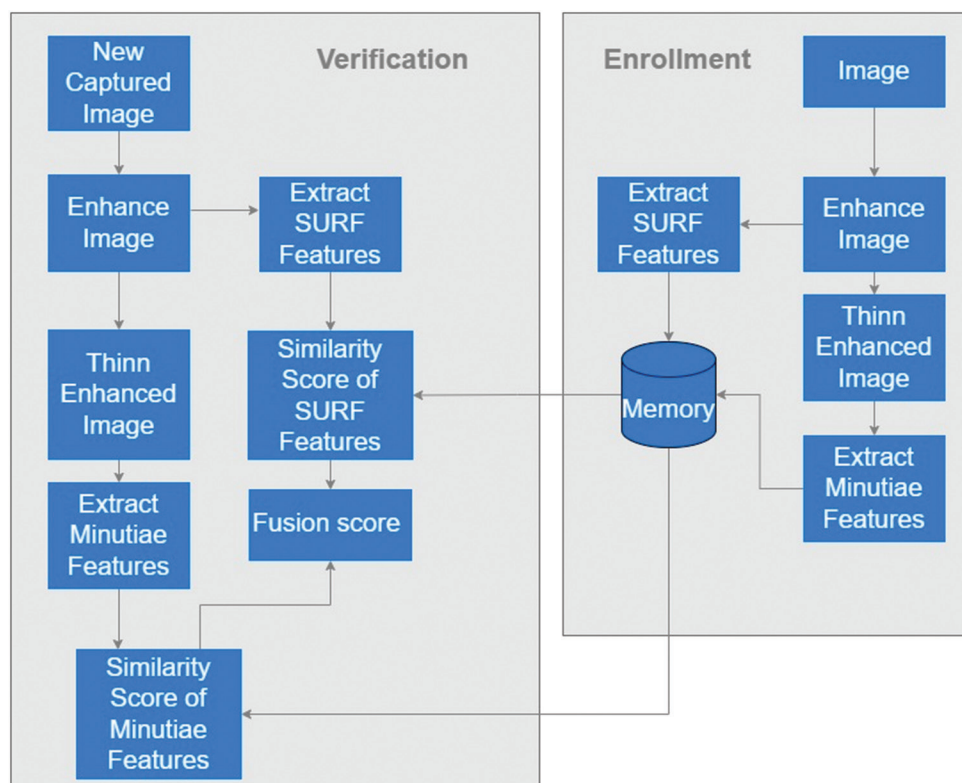 Verification
New
Captured
Image
Enhance
Image
Extract
SURF
Features
Thinn
Enhanced
Image
Similarity
Score of
SURF
Features
Extract
Minutiae
Features
Fusion score
Similarity
Score of
Minutiae
Features
Enrollment
Image
Extract
SURF
Features
Enhance
Image
Thinn
Enhanced
Image
Memory
Extract
Minutiae
Features